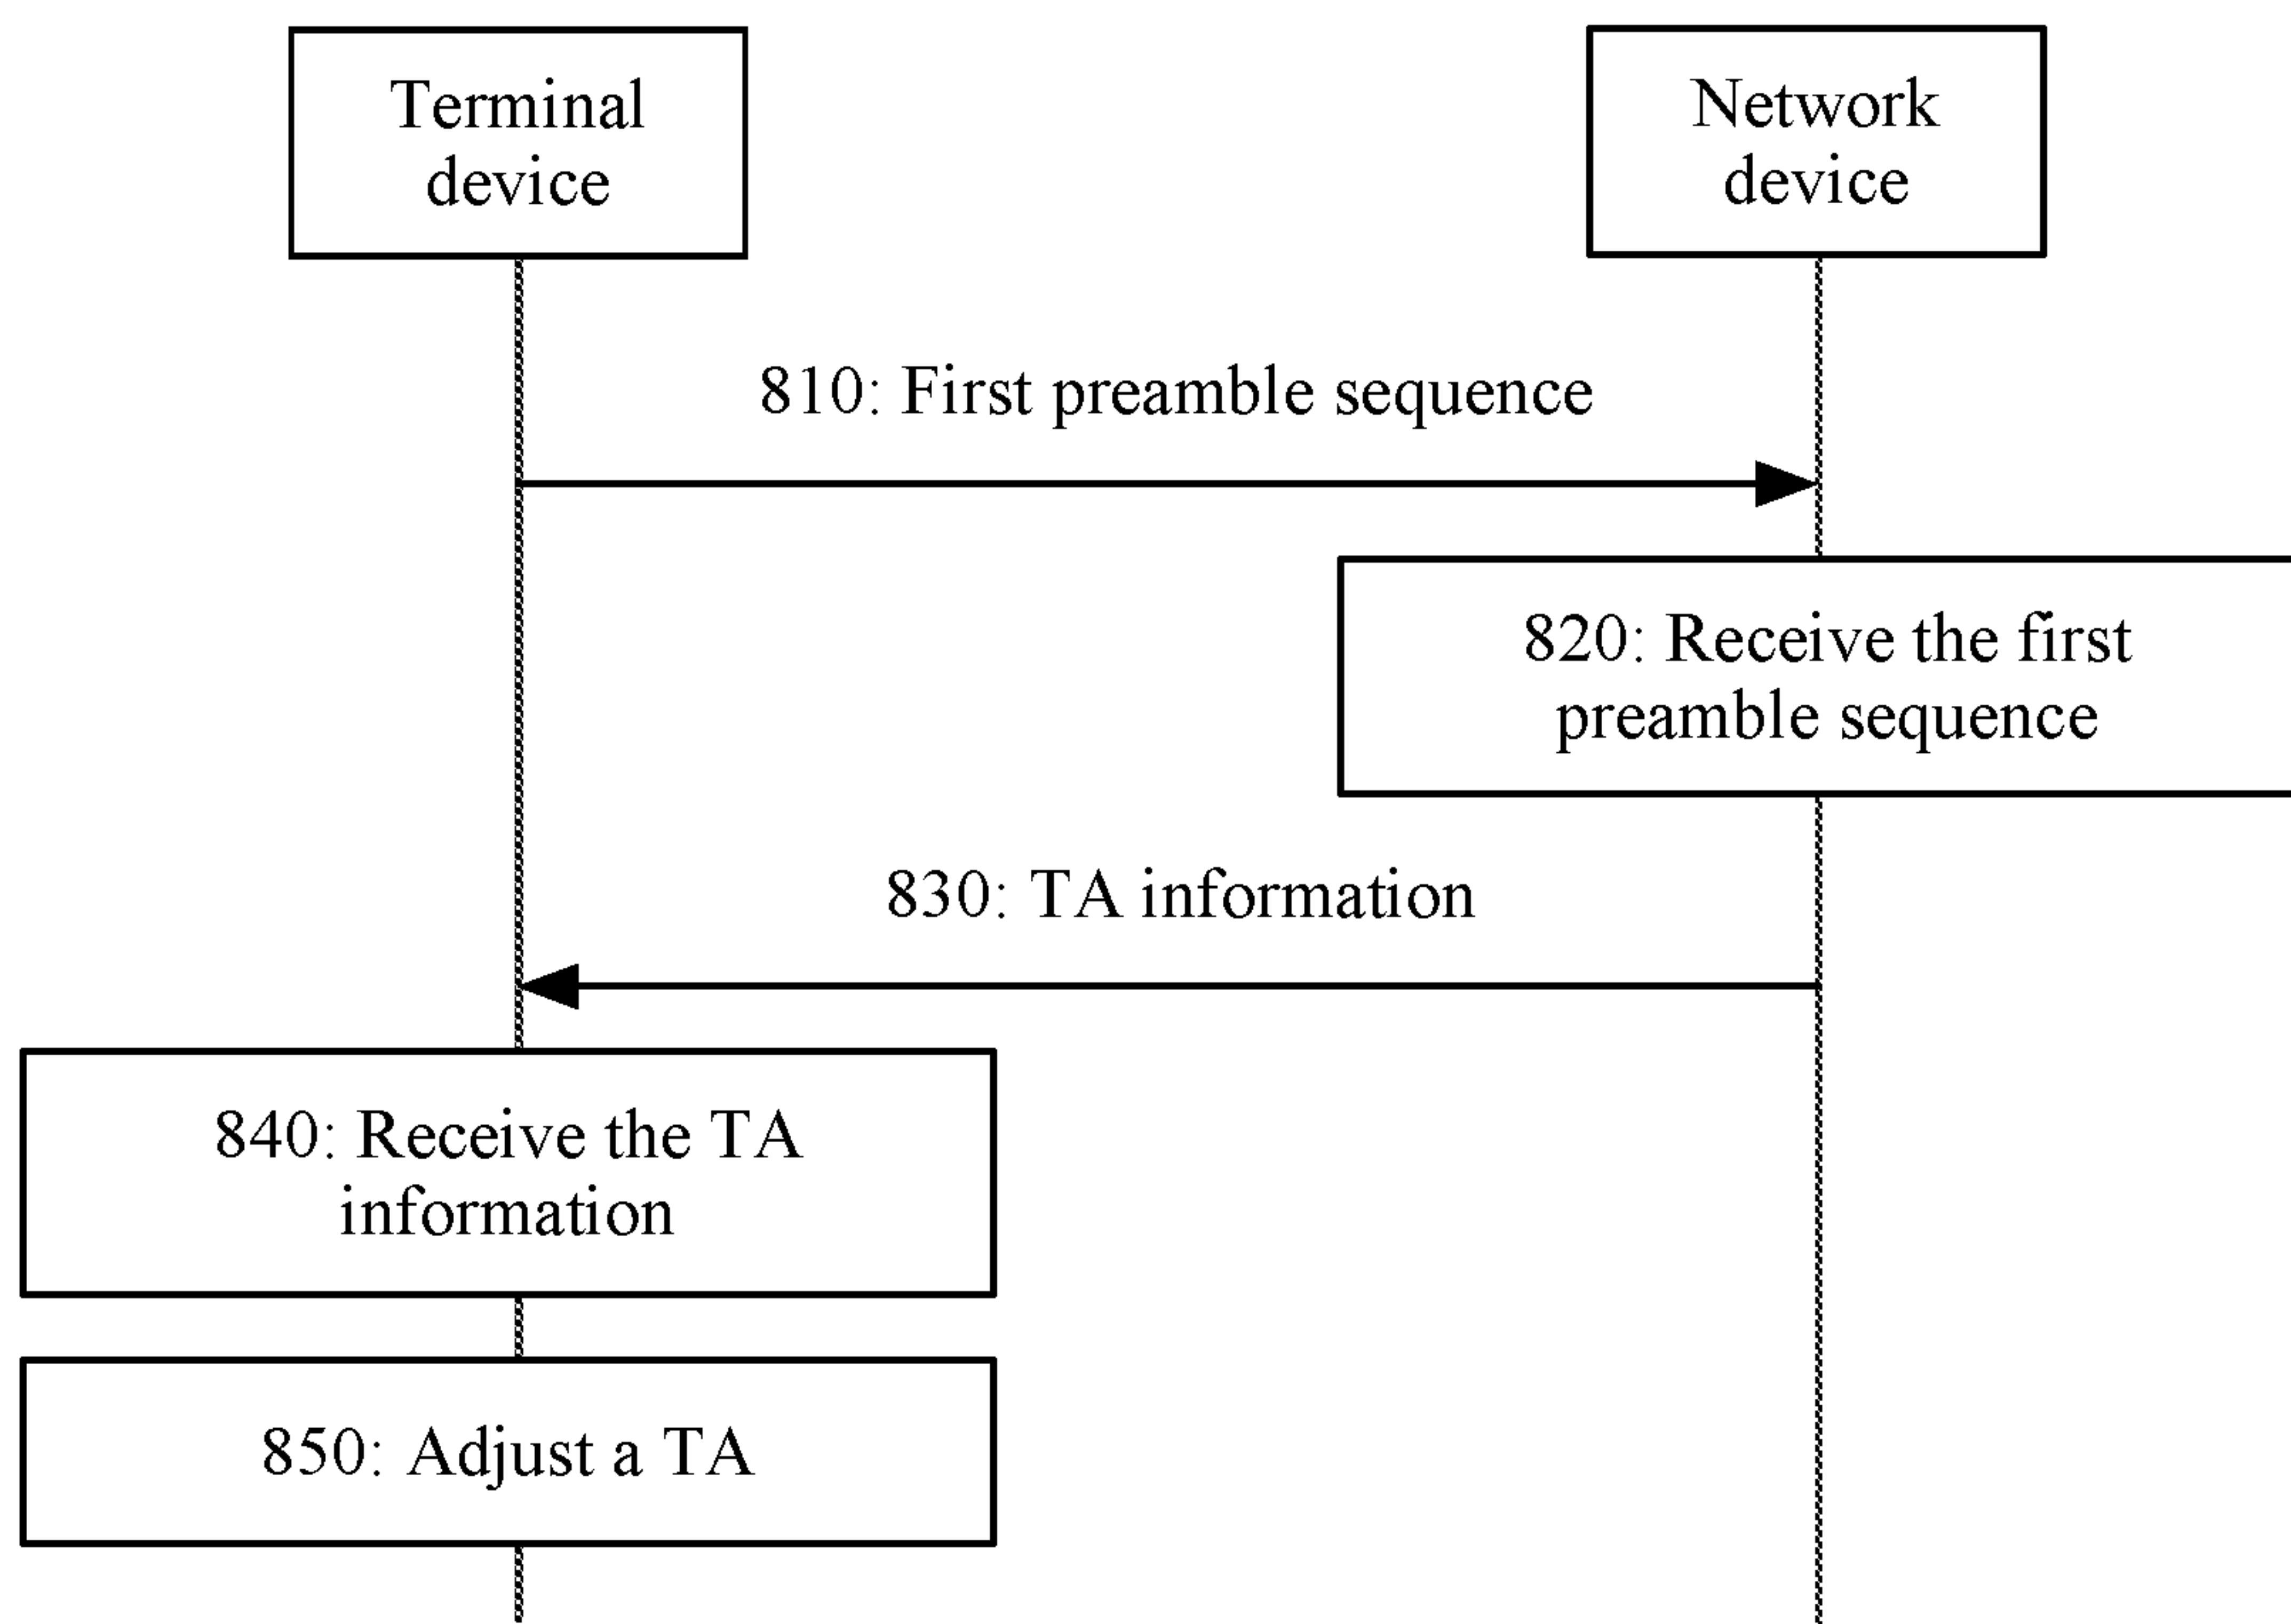 Terminal
device
Network
device
810: First preamble sequence
820: Receive the first
preamble sequence
830: TA information
840: Receive the TA
information
850: Adjust a TA